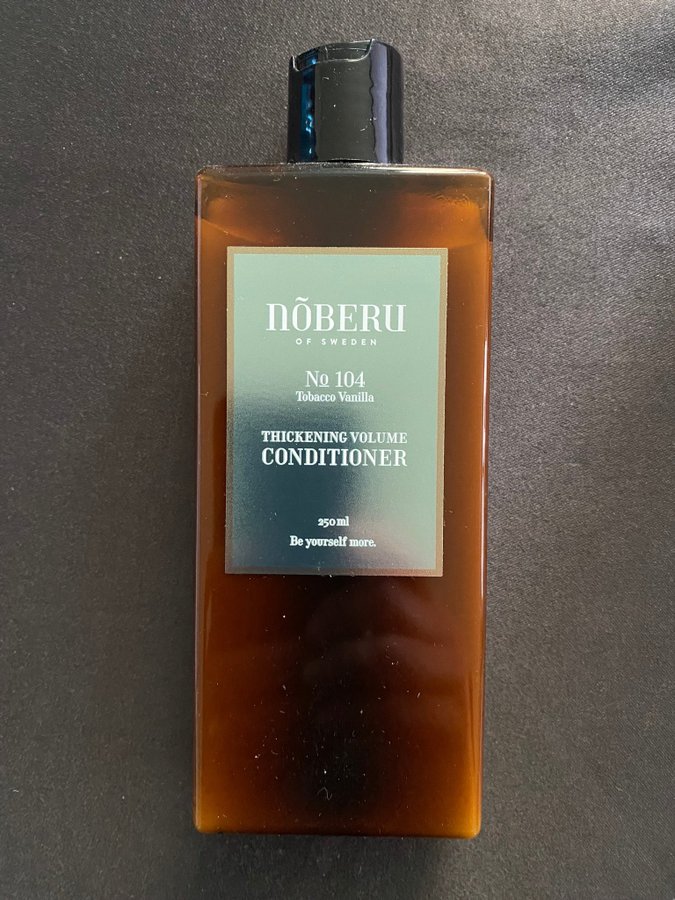 nõBERU
OF SWEDEN
No 104
Tobacco Vanilla
THICKENING VOLUME
CONDITIONER
250 ml
Be yourself more.